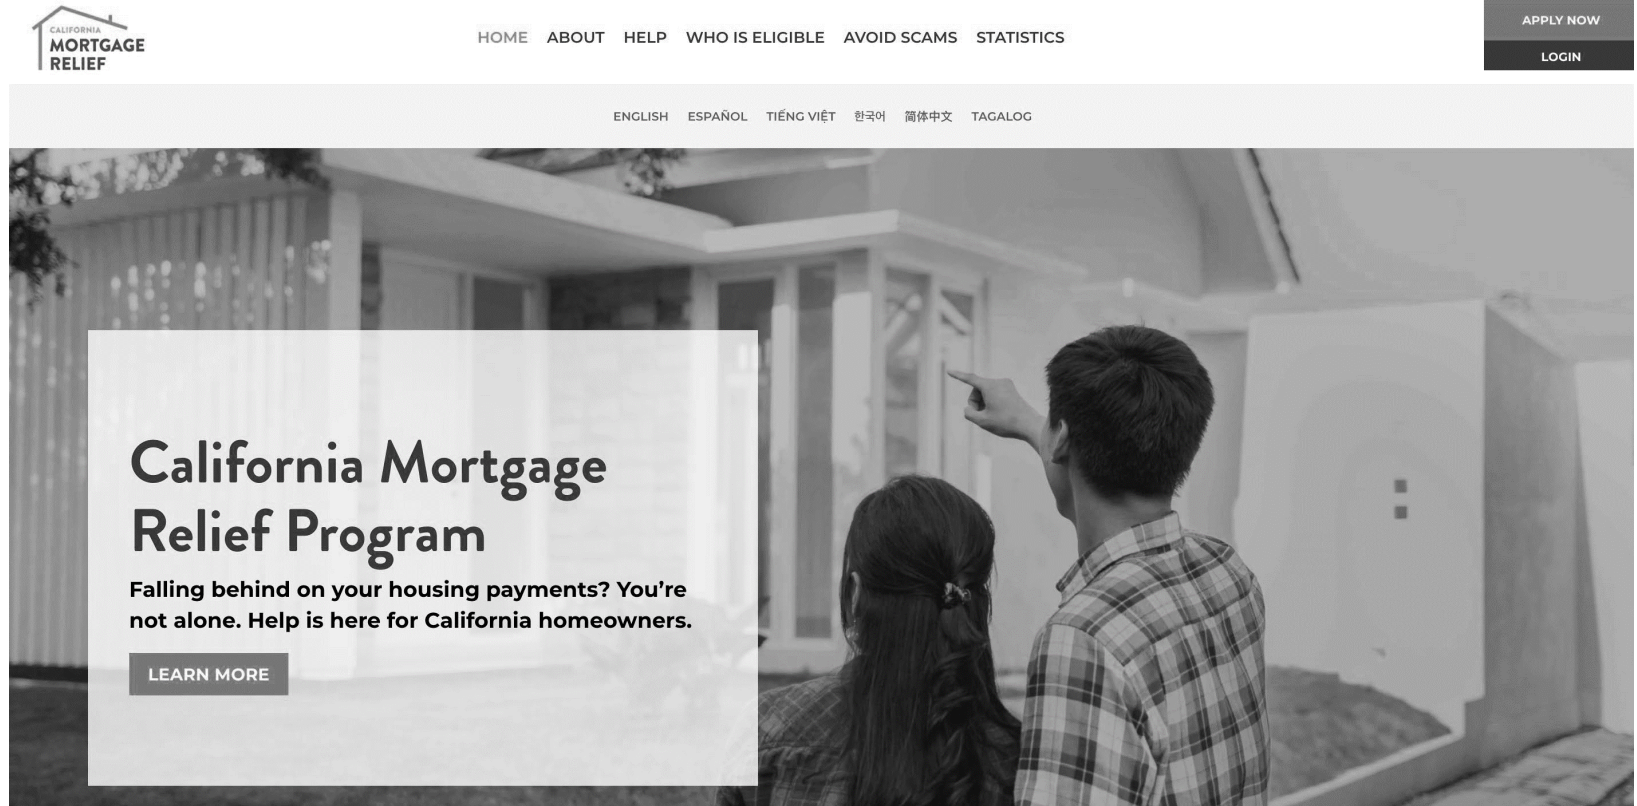 CALIFORNIA
MORTGAGE
RELIEF
HOME ABOUT HELP WHO IS ELIGIBLE AVOID SCAMS STATISTICS
APPLY NOW
LOGIN
ENGLISH ESPAÑOL TIẾNG VIỆT 한국어 简体中文 TAGALOG
California Mortgage
Relief Program
Falling behind on your housing payments? You’re
not alone. Help is here for California homeowners.
LEARN MORE